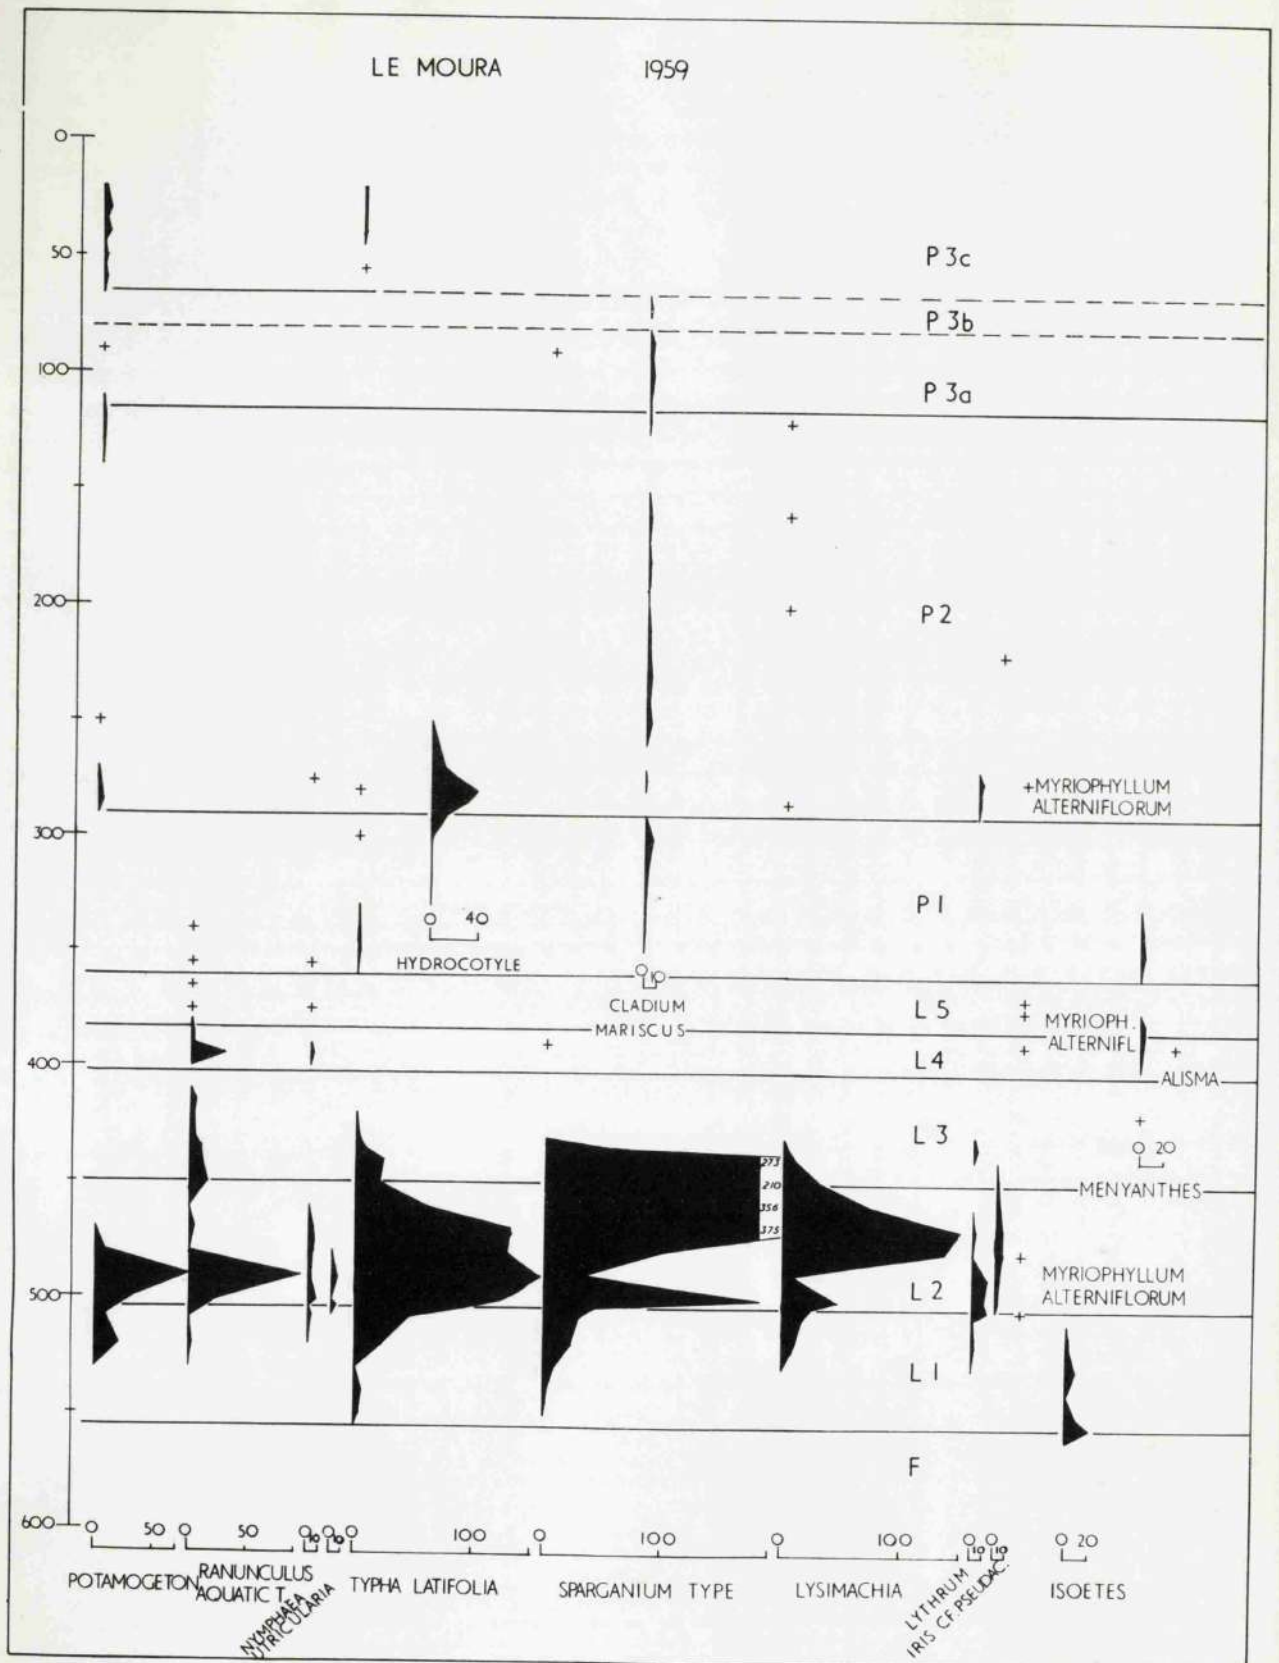 LE MOURA 1959
0
50
P 3c
P 3b
100
P 3a
200
P 2
+MYRIOPHYLLUM
ALTERNIFLORUM
300
P 1
0 40
HYDROCOTYLE
0 10
CLADIUM
MARISCUS
L 5
MYRIOPH.
ALTERNIFL
400
L 4
ALISMA
L 3
0 20
273
210
356
375
MENYANTHES
MYRIOPHYLLUM
ALTERNIFLORUM
500
L 2
L 1
F
600
0 50 0 50 0 10 0 10 0 100 0 100 0 100 0 10 0 10 0 20
POTAMOGETON
RANUNCULUS
AQUATIC T.
NYMPHAEA
UTRICULARIA
TYPHA LATIFOLIA
SPARGANIUM TYPE
LYSIMACHIA
LYTHRUM
IRIS CF. PSEUDAC.
ISOETES